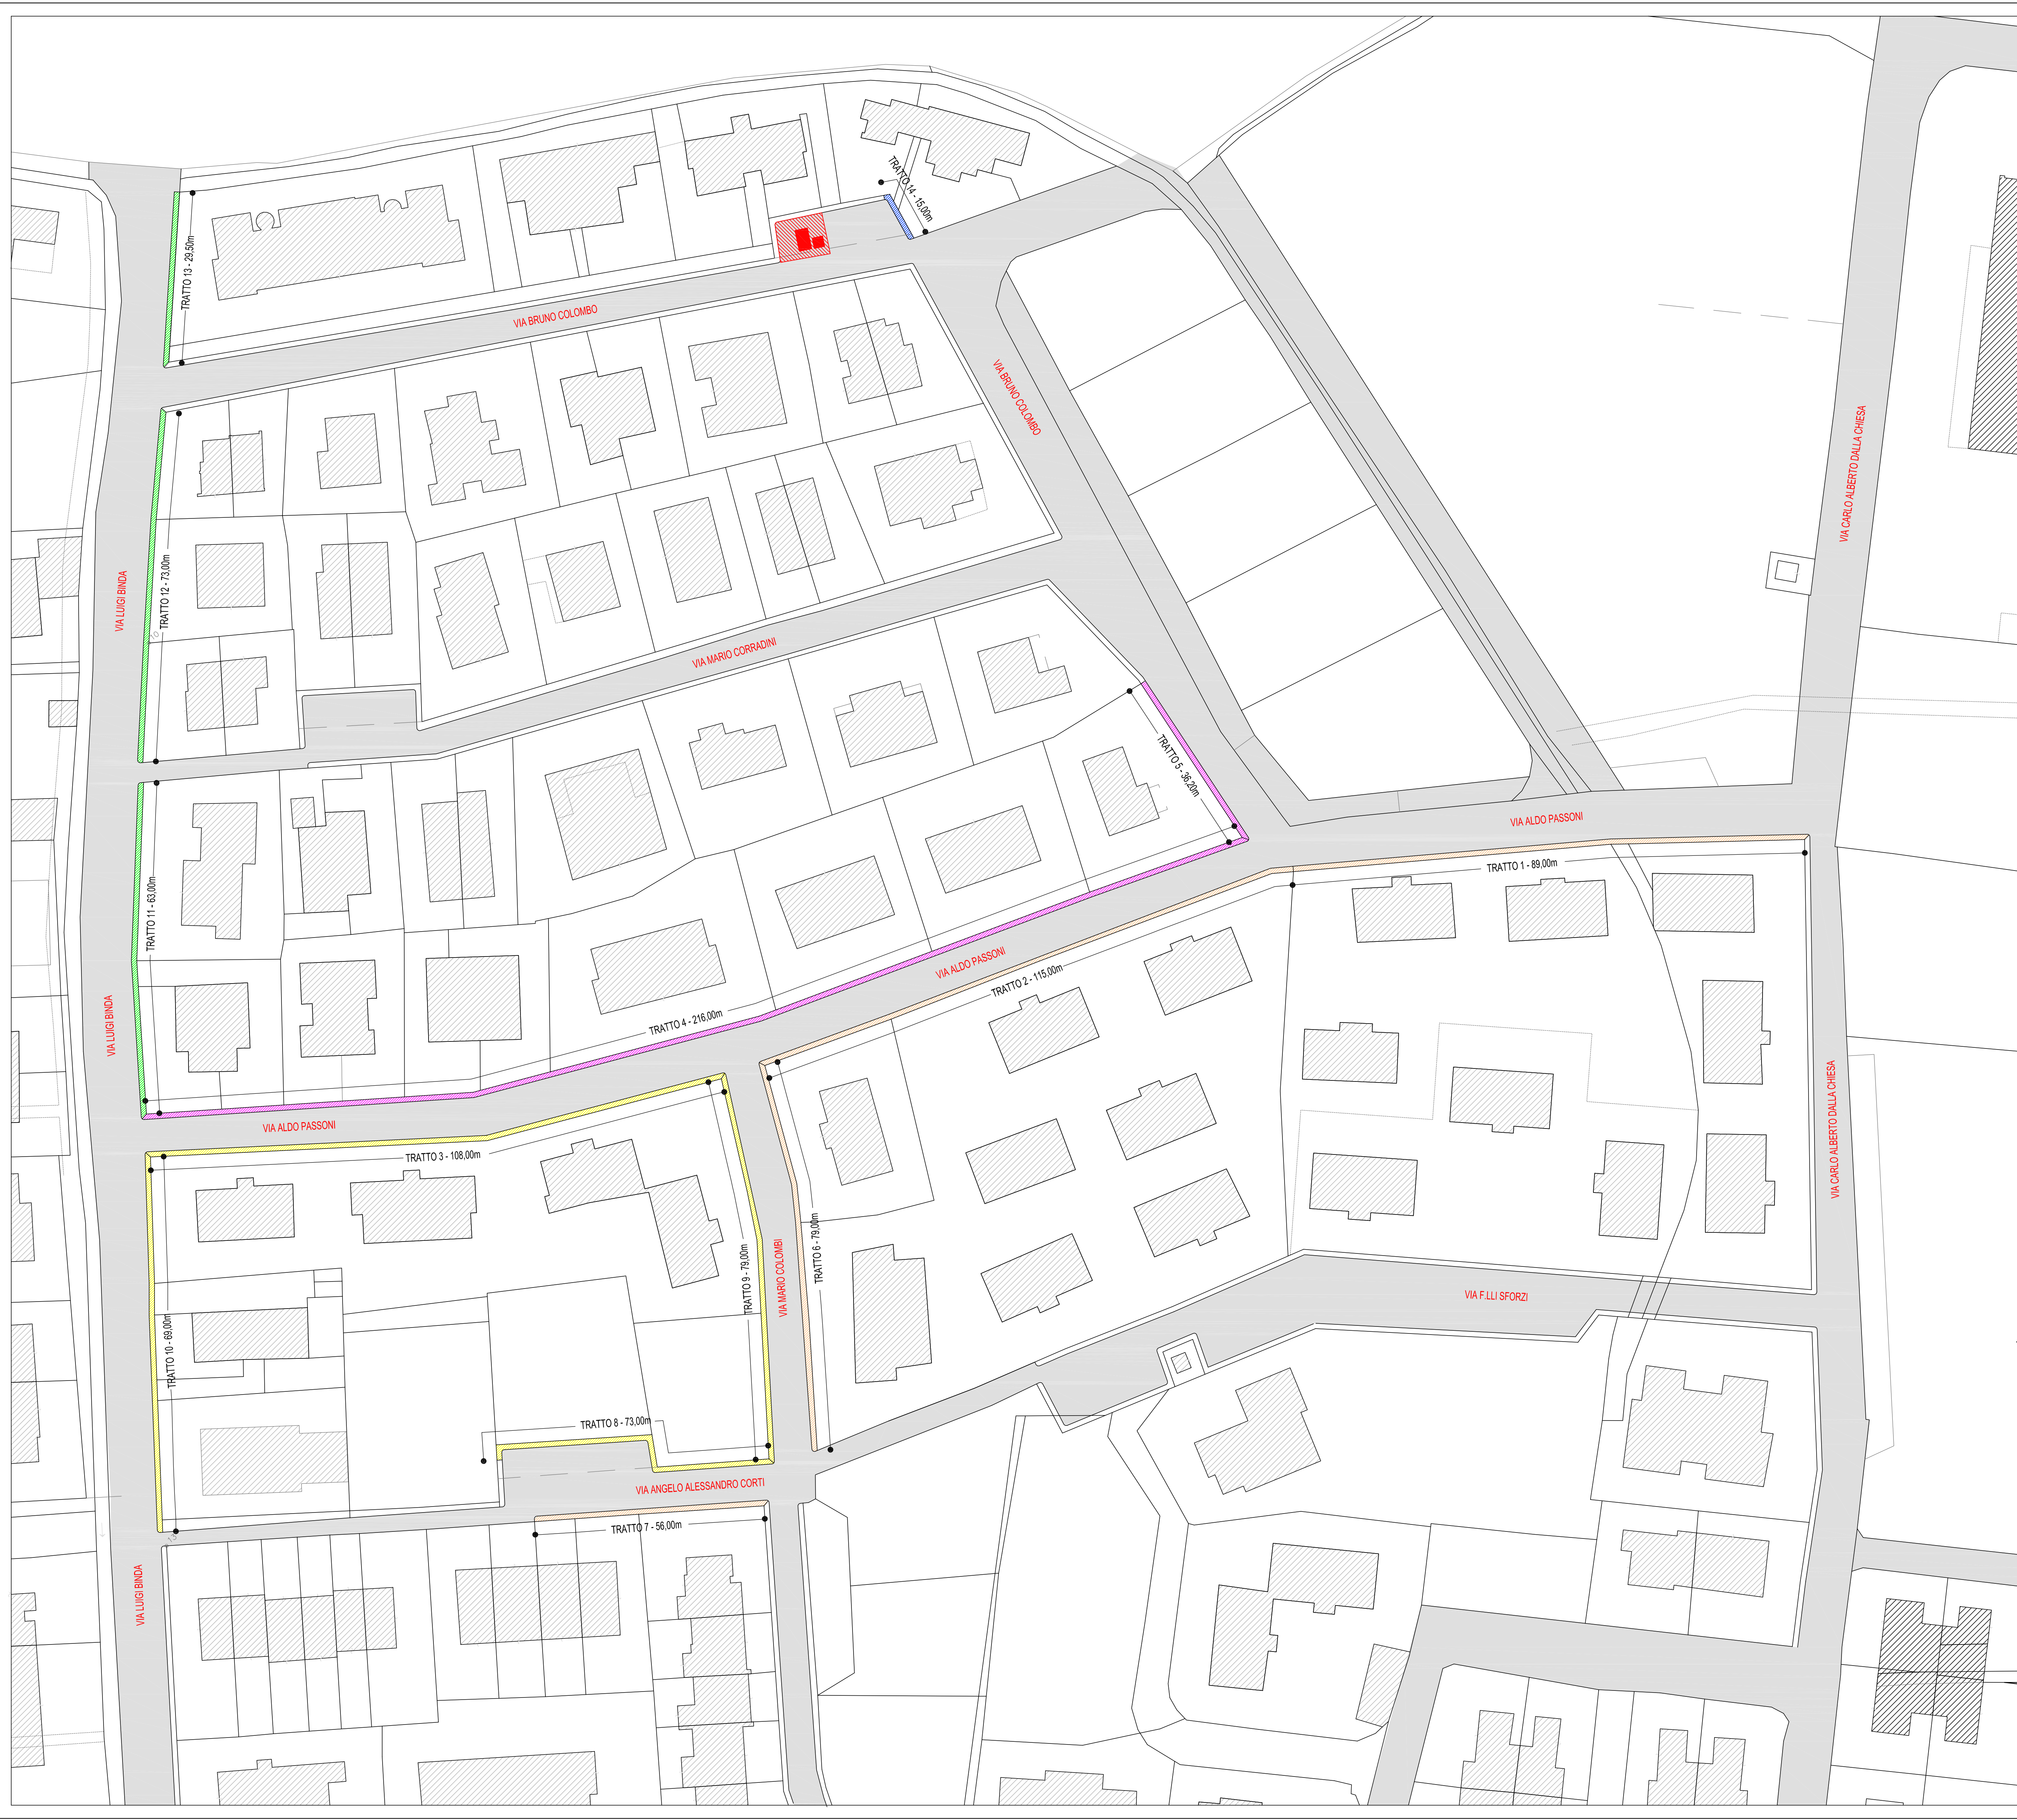 TRATTO 14 - 15,00m
TRATTO 13 - 29,50m
VIA BRUNO COLOMBO
VIA BRUNO COLOMBO
VIA CARLO ALBERTO DALLA CHIESA
TRATTO 12 - 73,00m
VIA LUIGI BINDA
VIA MARIO CORRADINI
TRATTO 5 - 36,20m
VIA ALDO PASSONI
TRATTO 1 - 89,00m
TRATTO 11 - 63,00m
VIA ALDO PASSONI
TRATTO 2 - 115,00m
VIA LUIGI BINDA
TRATTO 4 - 216,00m
VIA ALDO PASSONI
TRATTO 3 - 108,00m
VIA CARLO ALBERTO DALLA CHIESA
TRATTO 6 - 79,00m
TRATTO 9 - 79,00m
VIA MARIO COLOMBI
VIA F.LLI SFORZI
TRATTO 10 - 69,00m
TRATTO 8 - 73,00m
VIA ANGELO ALESSANDRO CORTI
TRATTO 7 - 56,00m
VIA LUIGI BINDA